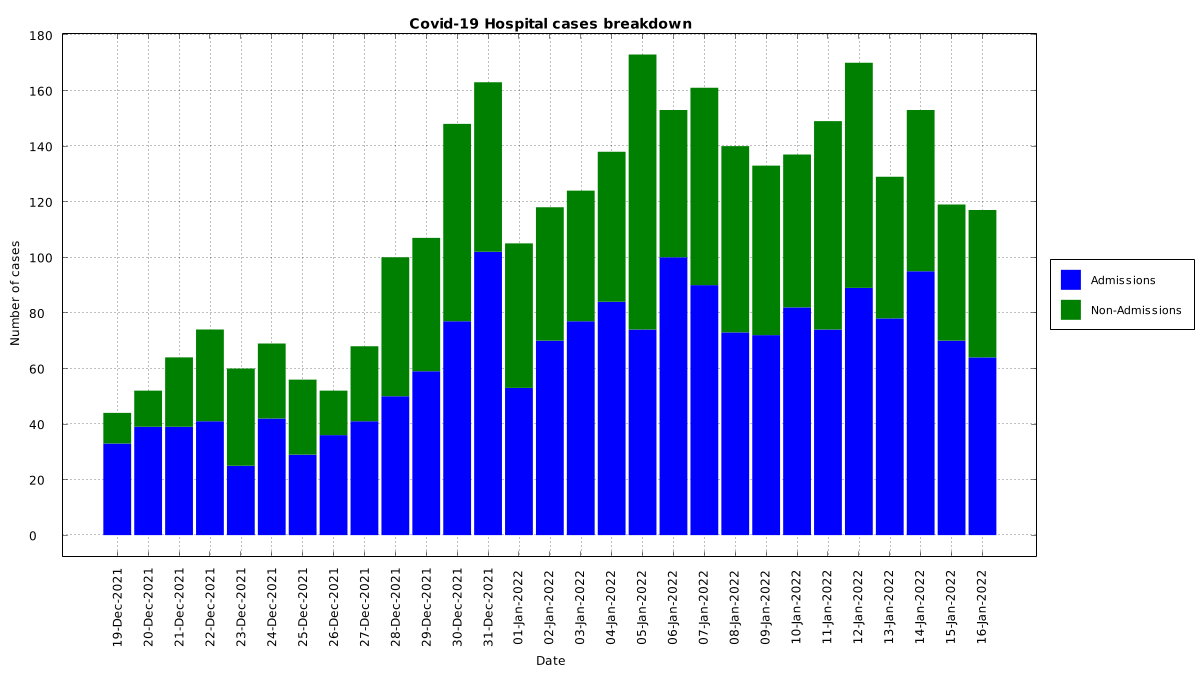 Covid-19 Hospital cases breakdown
180
160
140
120
100
80
60
40
20
0
Number of cases
Admissions
Non-Admissions
19-Dec-2021
20-Dec-2021
21-Dec-2021
22-Dec-2021
23-Dec-2021
24-Dec-2021
25-Dec-2021
26-Dec-2021
27-Dec-2021
28-Dec-2021
29-Dec-2021
30-Dec-2021
31-Dec-2021
01-Jan-2022
02-Jan-2022
03-Jan-2022
04-Jan-2022
05-Jan-2022
06-Jan-2022
07-Jan-2022
08-Jan-2022
09-Jan-2022
10-Jan-2022
11-Jan-2022
12-Jan-2022
13-Jan-2022
14-Jan-2022
15-Jan-2022
16-Jan-2022
Date